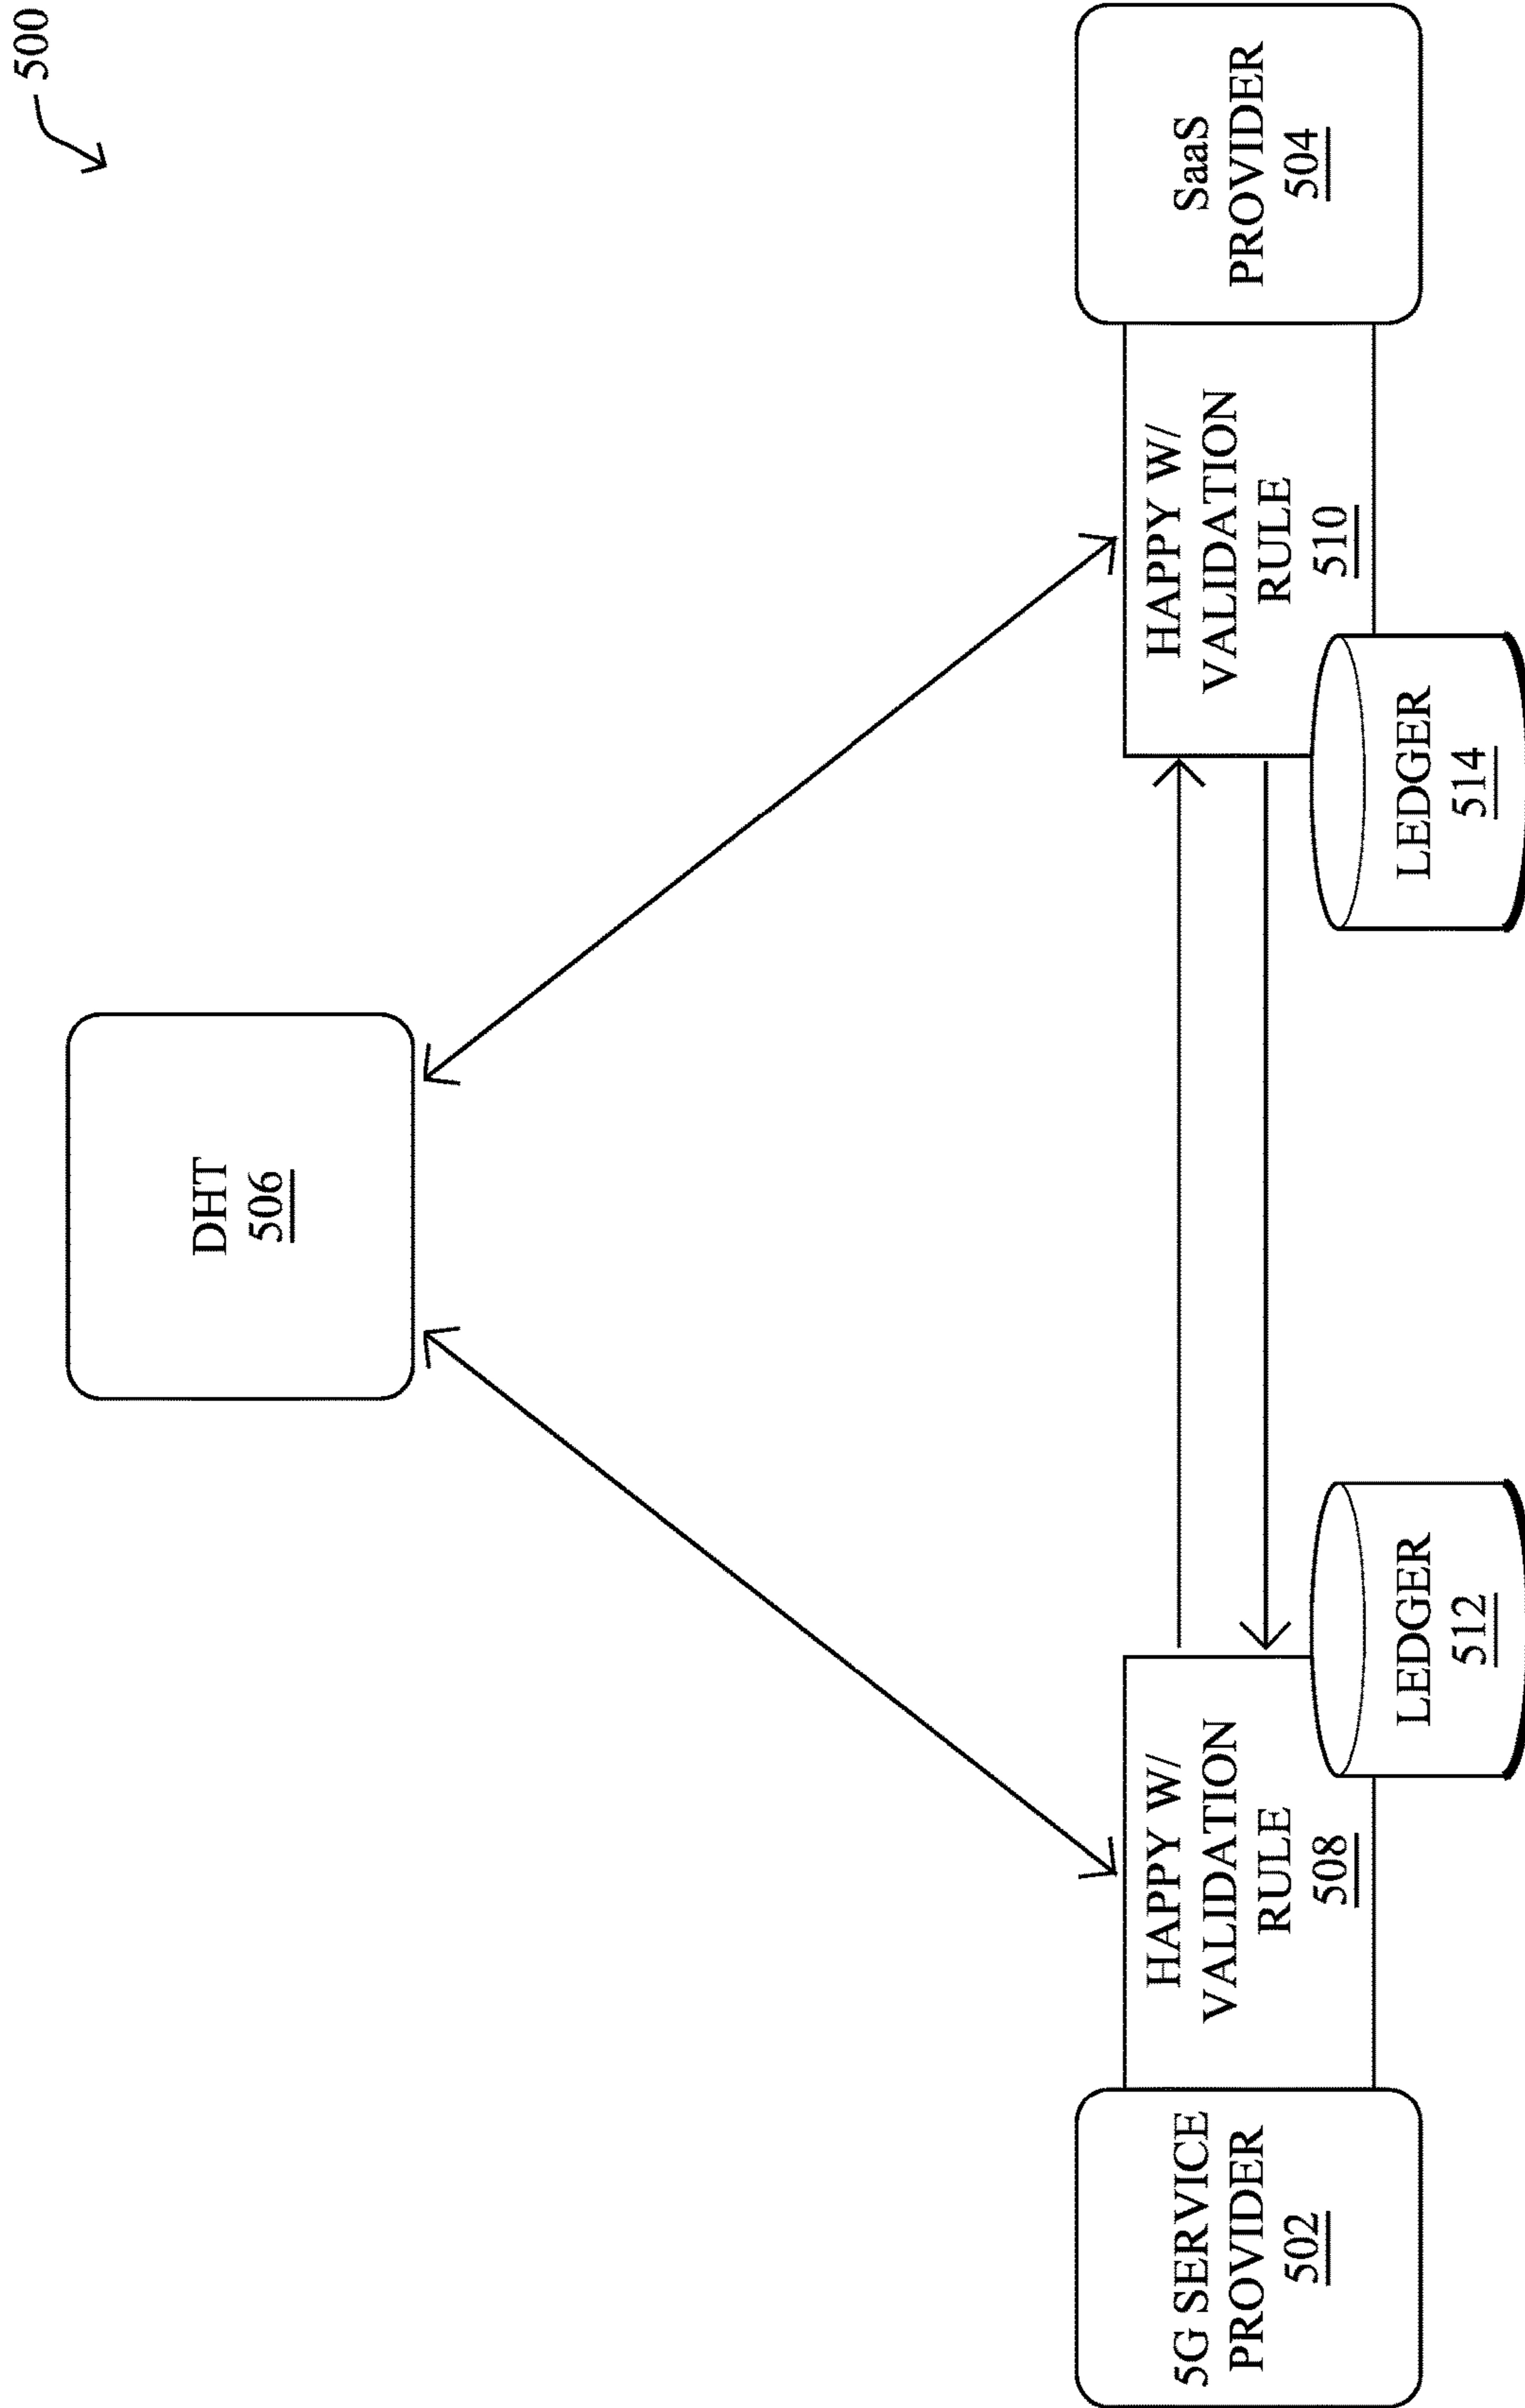 500
DHT
506
5G SERVICE
PROVIDER
502
HAPPY W/
VALIDATION
RULE
508
LEDGER
512
HAPPY W/
VALIDATION
RULE
510
LEDGER
514
SaaS
PROVIDER
504